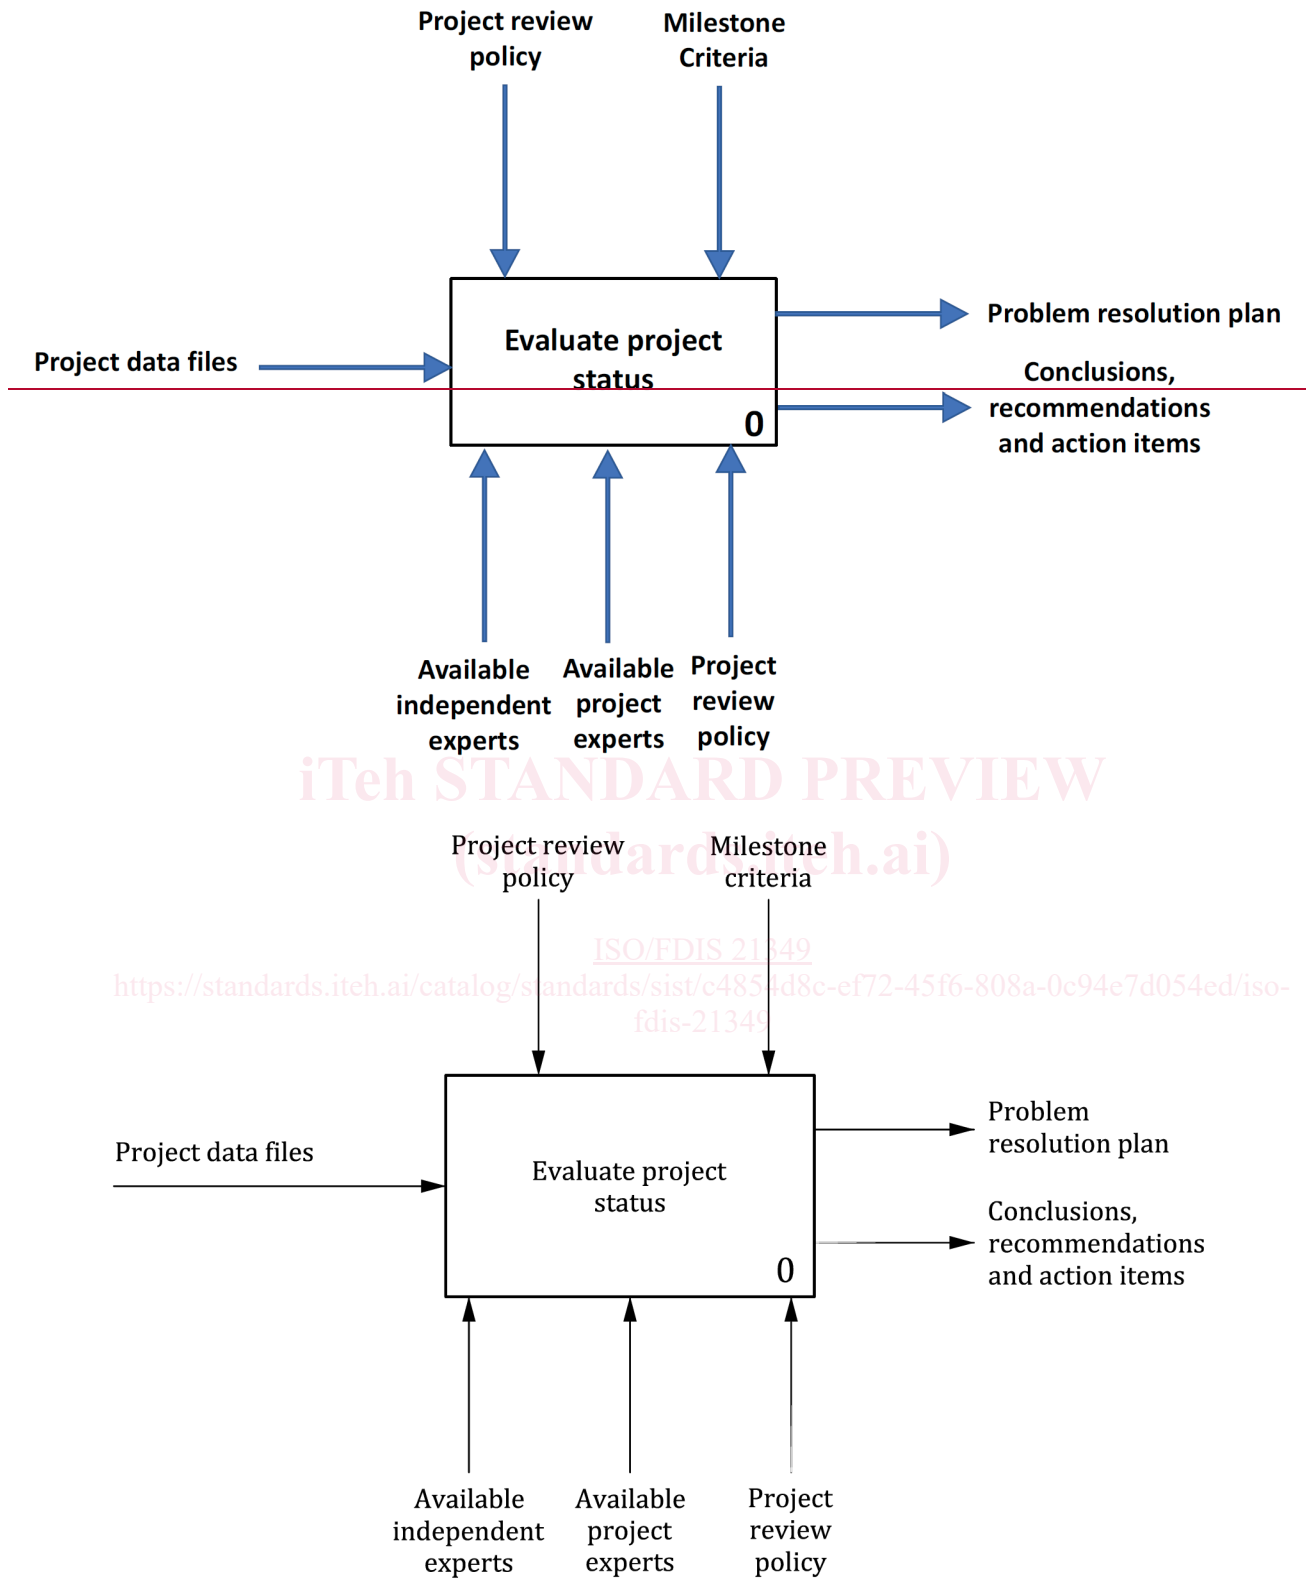 Project review
policy
Milestone
Criteria
Evaluate project
status
0
Project data files
Problem resolution plan
Conclusions,
recommendations
and action items
Available
independent
experts
Available
project
experts
Project
review
policy
iTeh STANDARD PREVIEW
(standards.iteh.ai)
Project review
policy
Milestone
criteria
ISO/FDIS 21349
https://standards.iteh.ai/catalog/standards/sist/c4854d8c-ef72-45f6-808a-0c94e7d054ed/iso-
fdis-21349
Project data files
Evaluate project
status
0
Problem
resolution plan
Conclusions,
recommendations
and action items
Available
independent
experts
Available
project
experts
Project
review
policy